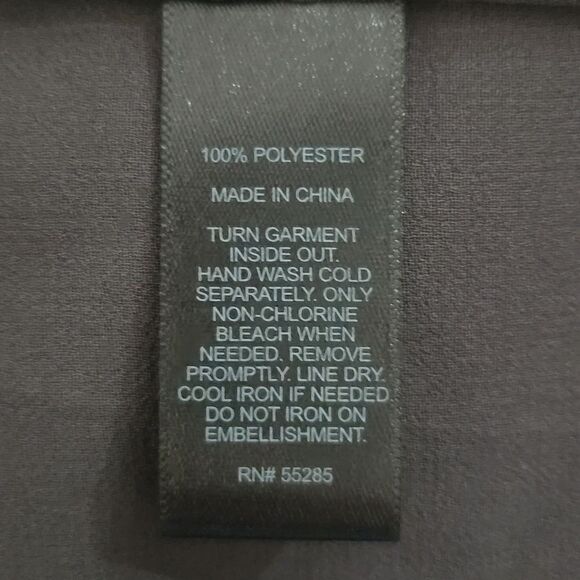 100% POLYESTER
MADE IN CHINA
TURN GARMENT
INSIDE OUT.
HAND WASH COLD
SEPARATELY. ONLY
NON-CHLORINE
BLEACH WHEN
NEEDED. REMOVE
PROMPTLY. LINE DRY.
COOL IRON IF NEEDED.
DO NOT IRON ON
EMBELLISHMENT.
RN# 55285